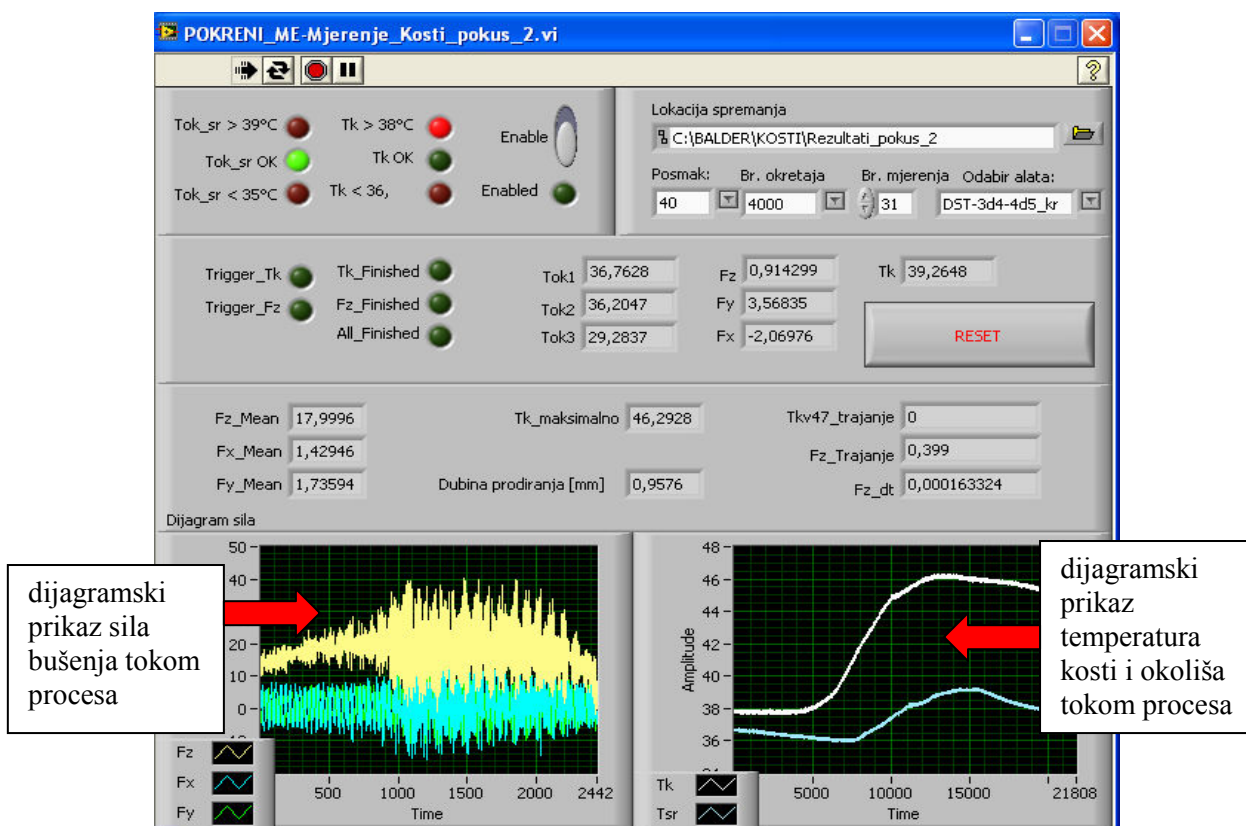 POKRENI_ME-Mjerenje_Kosti_pokus_2.vi
Tok_sr > 39°C
Tk > 38°C
Enable
Tok_sr OK
Tk OK
Tok_sr < 35°C
Tk < 36,
Enabled
Lokacija spremanja
C:\BALDER\KOSTI\Rezultati_pokus_2
Posmak: Br. okretaja Br. mjerenja Odabir alata:
40 4000 31 DST-3d4-4d5_kr
Trigger_Tk Tk_Finished Tok1 36,7628 Fz 0,914299 Tk 39,2648
Trigger_Fz Fz_Finished Tok2 36,2047 Fy 3,56835
All_Finished Tok3 29,2837 Fx -2,06976 RESET
Fz_Mean 17,9996 Tk_maksimalno 46,2928 Tkv47_trajanje 0
Fx_Mean 1,42946 Fz_Trajanje 0,399
Fy_Mean 1,73594 Dubina prodiranja [mm] 0,9576 Fz_dt 0,000163324
Dijagram sila
50
40
20
10
0
500 1000 1500 2000 2442
Time
Fz
Fx
Fy
dijagramski
prikaz sila
bušenja tokom
procesa
48
46
44
42
40
38
36
Amplitude
5000 10000 15000 21808
Time
Tk
Tsr
dijagramski
prikaz
temperatura
kosti i okoliša
tokom procesa